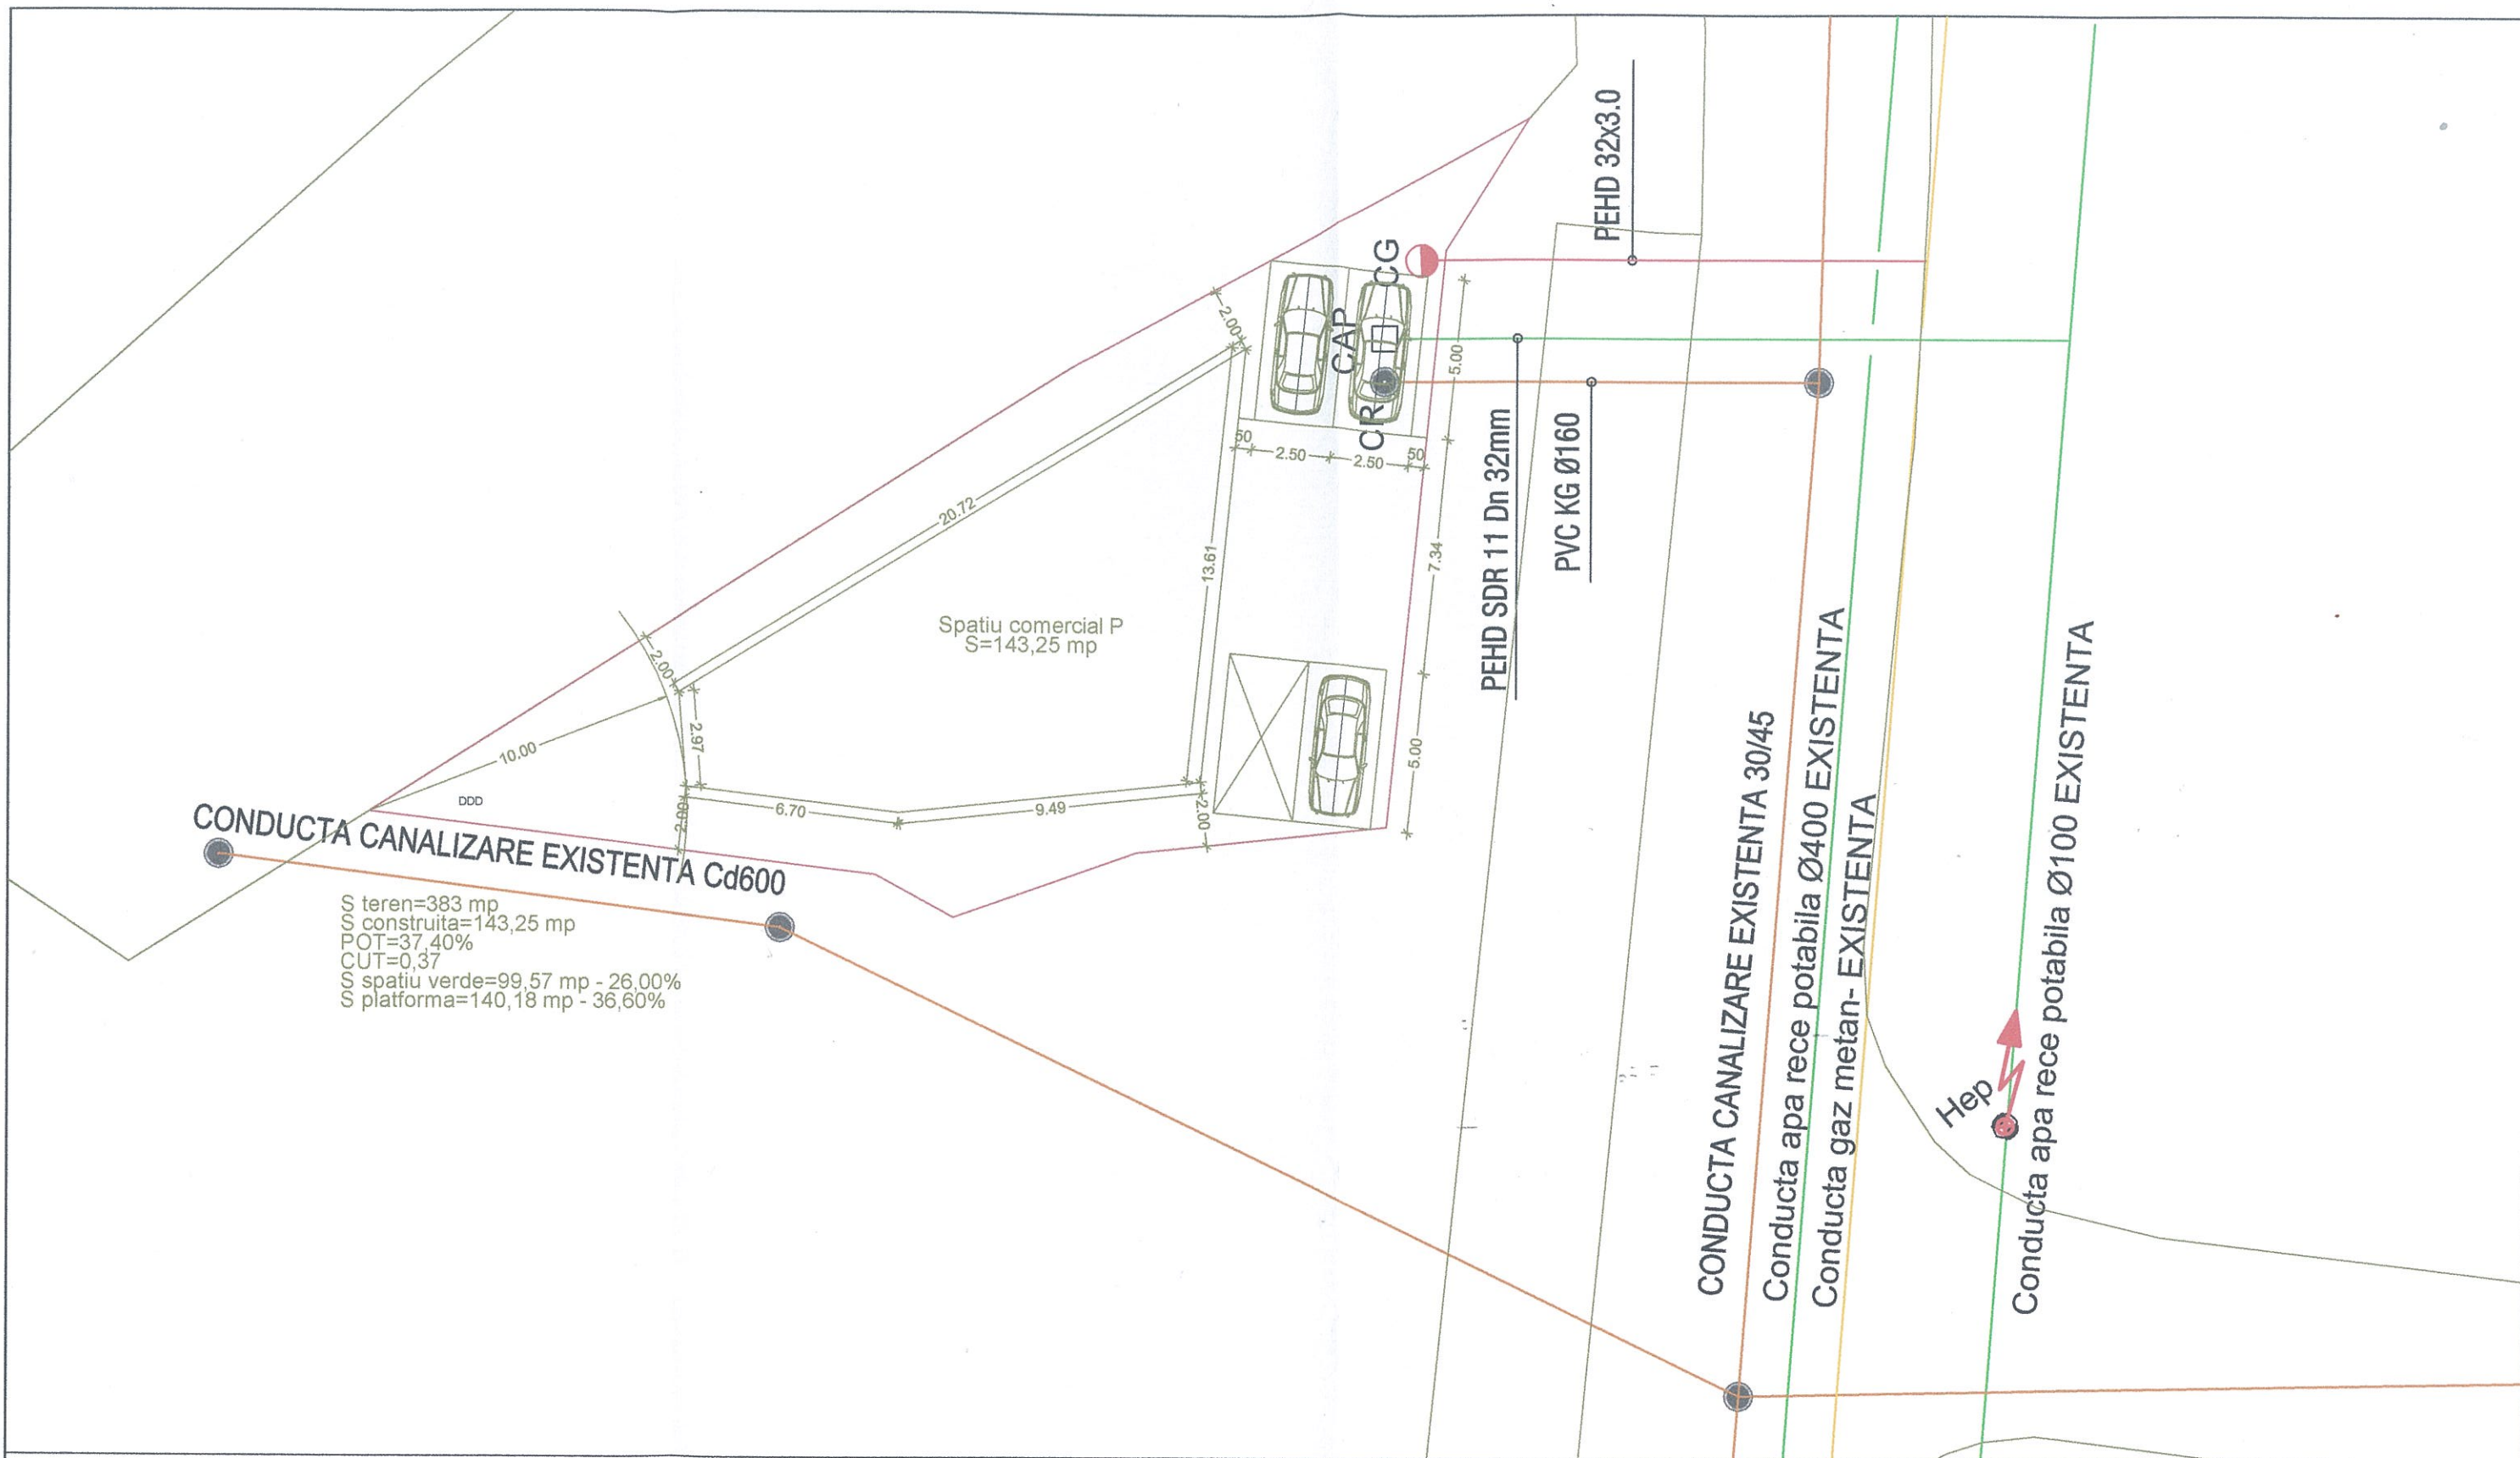 PEHD 32x3.0
CG
CAP
CIR
2.00
5.00
50
2.50
2.50
50
PEHD SDR 11 Dn 32mm
PVC KG Ø160
20.72
13.61
7.34
Spatiu comercial P
S=143,25 mp
2.00
2.97
10.00
DDD
2.00
6.70
9.49
2.00
5.00
CONDUCTA CANALIZARE EXISTENTA Cd600
S teren=383 mp
S construita=143,25 mp
POT=37,40%
CUT=0,37
S spatiu verde=99,57 mp - 26,00%
S platforma=140,18 mp - 36,60%
CONDUCTA CANALIZARE EXISTENTA 30/45
Conducta apa rece potabila Ø400 EXISTENTA
Conducta gaz metan- EXISTENTA
Hep
Conducta apa rece potabila Ø100 EXISTENTA